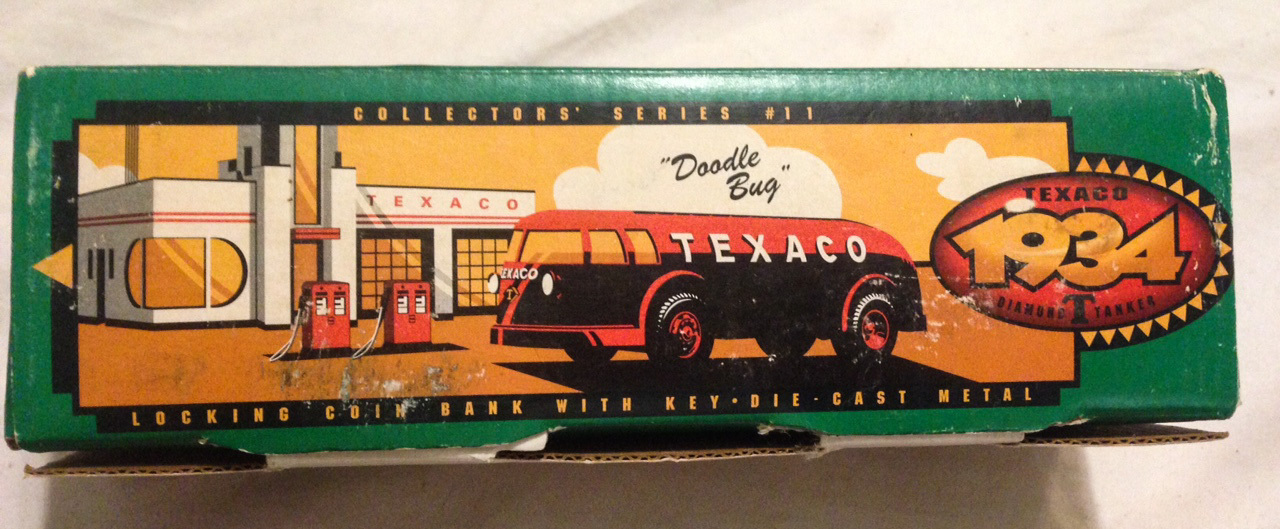 COLLECTORS' SERIES #11
"Doodle
Bug"
TEXACO
TEXACO
TEXACO
T
TEXACO
1934
DIAMOND T TANKER
LOCKING COIN BANK WITH KEY•DIE-CAST METAL